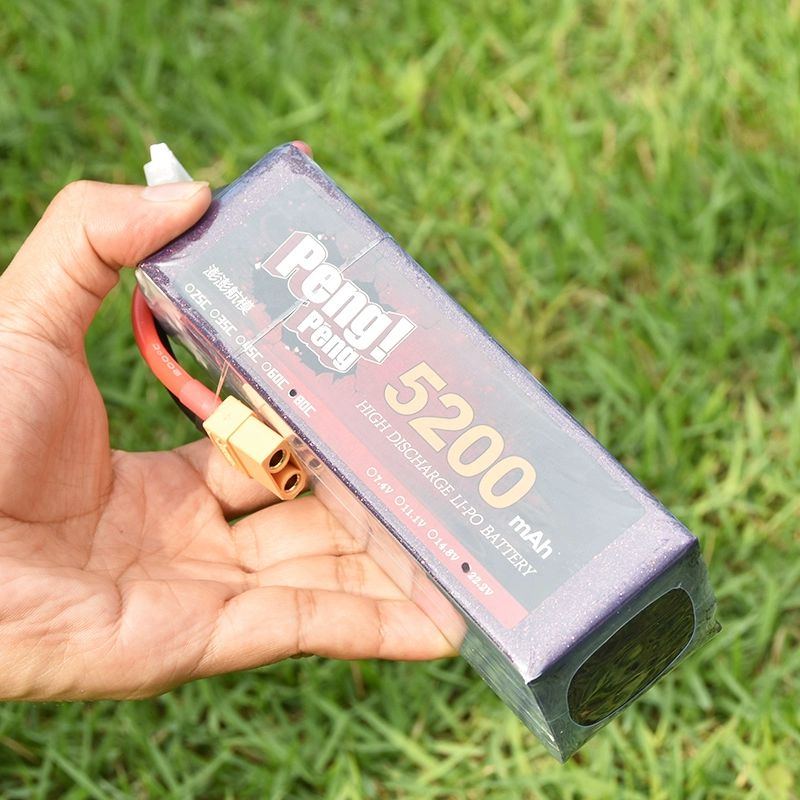 Peng!
Peng
澎澎航模
○25C ○35C ○45C ○60C ●80C
5200 mAh
HIGH DISCHARGE LI-PO BATTERY
○7.4V ○11.1V ○14.8V ●22.2V